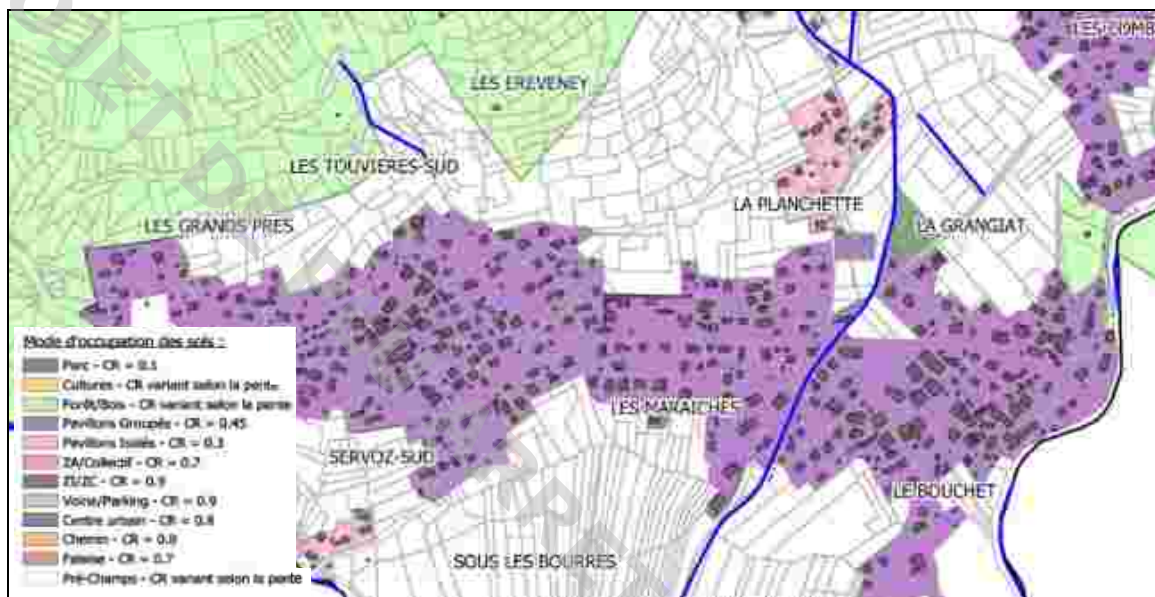 LES COMB
LES EREVENEY
LES TOUVIERES-SUD
LA PLANCHETTE
LES GRANDS PRES
LA GRANGIAT
Mode d'occupation des sols :
Parc - CR = 0.1
Cultures - CR variant selon la pente
Forêt/Bois - CR variant selon la pente
Pavillons Groupés - CR = 0.45
Pavillons Isolés - CR = 0.3
ZA/Collectif - CR = 0.7
ZI/ZC - CR = 0.9
Voirie/Parking - CR = 0.9
Centre urbain - CR = 0.8
Chemin - CR = 0.8
Falaise - CR = 0.7
Pré-Champs - CR variant selon la pente
LES MARAICHES
SERVOZ-SUD
LE BOUCHET
SOUS LES BOURRES